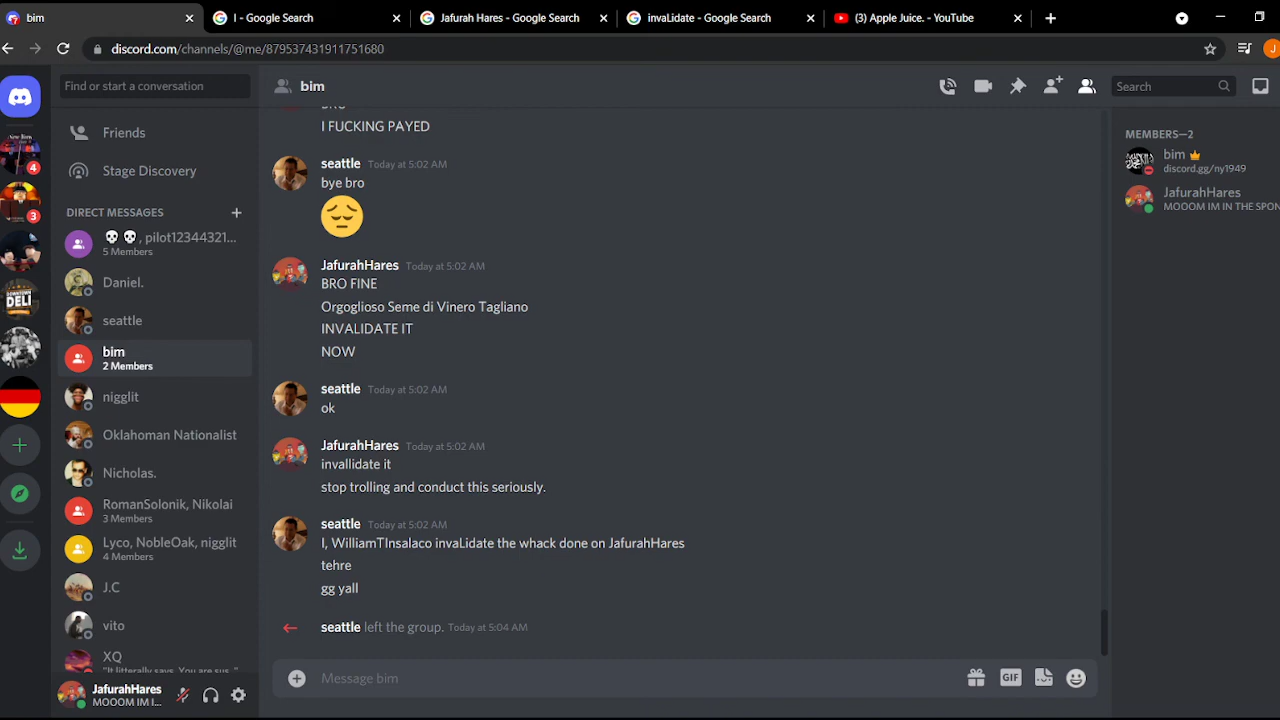 bim
I - Google Search
Jafurah Hares - Google Search
invaLidate - Google Search
(3) Apple Juice. - YouTube
discord.com/channels/@me/879537431911751680
J
Find or start a conversation
bim
Search
Friends
Stage Discovery
DIRECT MESSAGES
💀💀, pilot12344321...
5 Members
Daniel.
seattle
bim
2 Members
nigglit
Oklahoman Nationalist
Nicholas.
RomanSolonik, Nikolai
3 Members
Lyco, NobleOak, nigglit
4 Members
J.C
vito
XQ
"It litterally says, You are sus "
JafurahHares
MOOOM IM I...
4
3
DOWNTOWN
DELI
BRO
I FUCKING PAYED
seattle Today at 5:02 AM
bye bro
😔
JafurahHares Today at 5:02 AM
BRO FINE
Orgoglioso Seme di Vinero Tagliano
INVALIDATE IT
NOW
seattle Today at 5:02 AM
ok
JafurahHares Today at 5:02 AM
invallidate it
stop trolling and conduct this seriously.
seattle Today at 5:02 AM
I, WilliamTInsalaco invaLidate the whack done on JafurahHares
tehre
gg yall
seattle left the group. Today at 5:04 AM
Message bim
GIF
MEMBERS—2
bim
discord.gg/ny1949
JafurahHares
MOOOM IM IN THE SPON